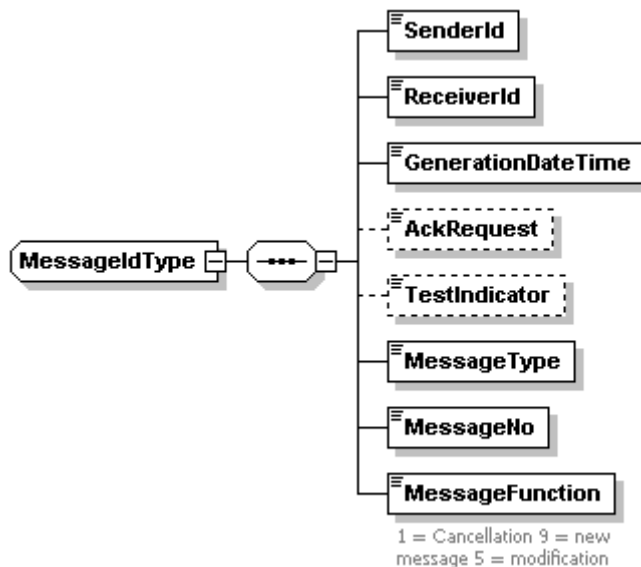 SenderId
ReceiverId
GenerationDateTime
AckRequest
MessageIdType
TestIndicator
MessageType
MessageNo
MessageFunction
1 = Cancellation 9 = new
message 5 = modification